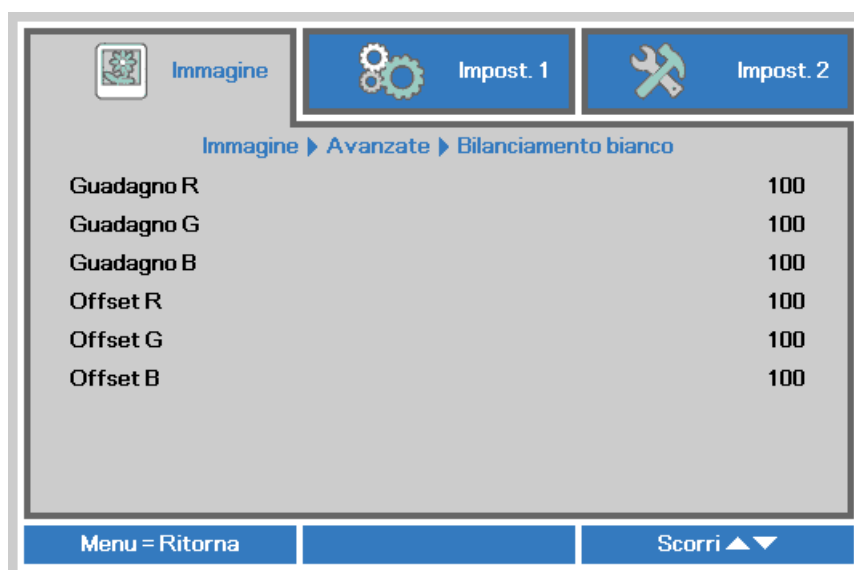 Immagine Impost. 1 Impost. 2
Immagine ▶ Avanzate ▶ Bilanciamento bianco
Guadagno R 100
Guadagno G 100
Guadagno B 100
Offset R 100
Offset G 100
Offset B 100
Menu = Ritorna Scorri ▲▼